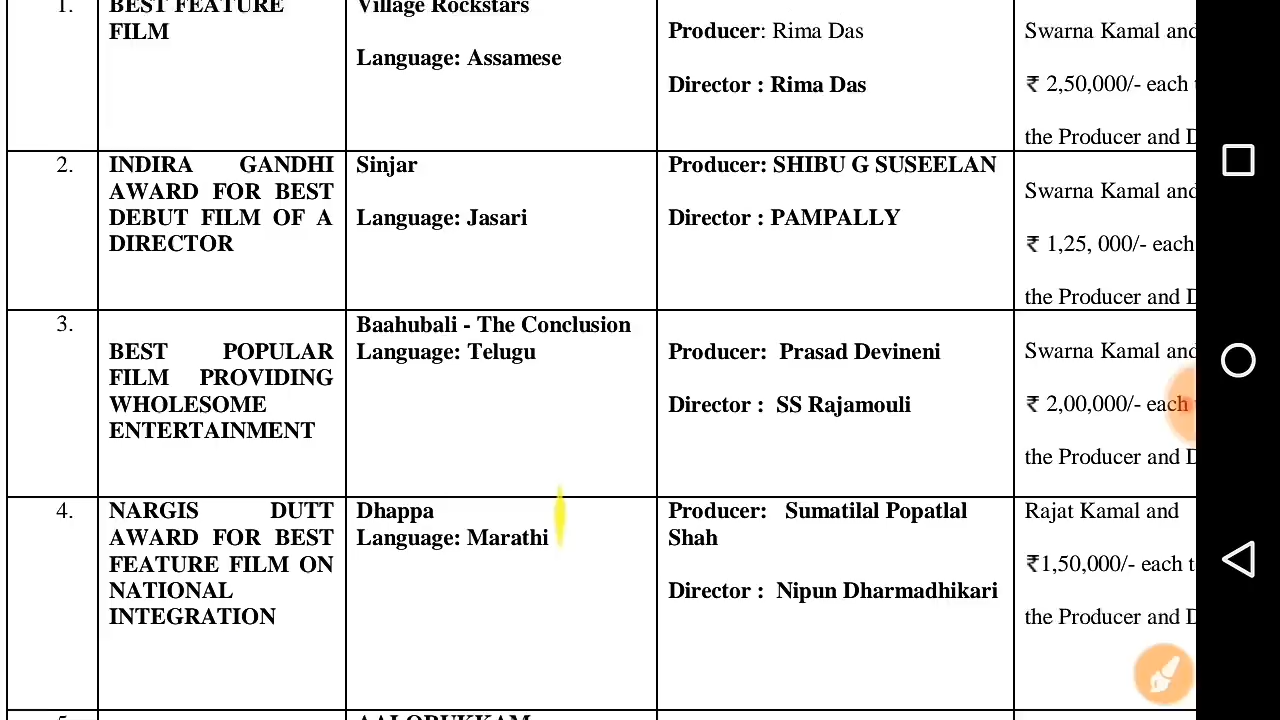 1.
BEST FEATURE
FILM
Village Rockstars
Language: Assamese
Producer: Rima Das
Director : Rima Das
Swarna Kamal and
₹ 2,50,000/- each
the Producer and D
2.
INDIRA GANDHI
AWARD FOR BEST
DEBUT FILM OF A
DIRECTOR
Sinjar
Language: Jasari
Producer: SHIBU G SUSEELAN
Director : PAMPALLY
Swarna Kamal and
₹ 1,25, 000/- each
the Producer and D
3.
BEST POPULAR
FILM PROVIDING
WHOLESOME
ENTERTAINMENT
Baahubali - The Conclusion
Language: Telugu
Producer: Prasad Devineni
Director : SS Rajamouli
Swarna Kamal and
₹ 2,00,000/- each
the Producer and D
4.
NARGIS DUTT
AWARD FOR BEST
FEATURE FILM ON
NATIONAL
INTEGRATION
Dhappa
Language: Marathi
Producer: Sumatilal Popatlal
Shah
Director : Nipun Dharmadhikari
Rajat Kamal and
₹1,50,000/- each t
the Producer and D
5.
AALORUKKAM